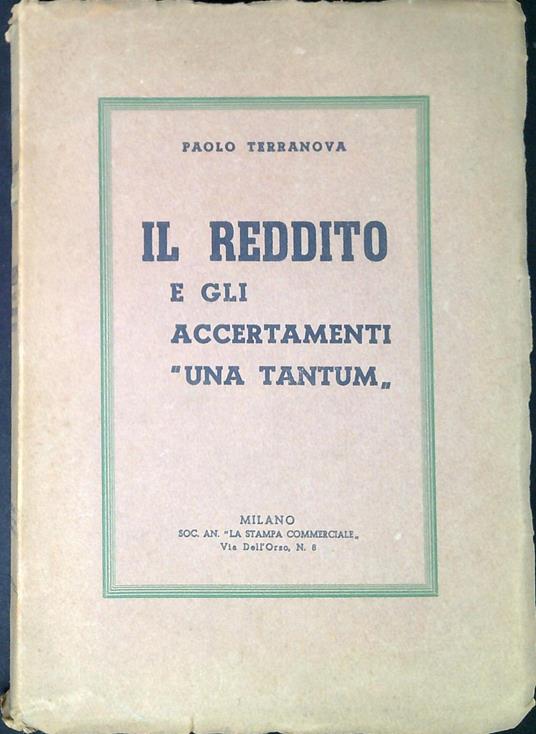 PAOLO TERRANOVA
IL REDDITO
E GLI
ACCERTAMENTI
"UNA TANTUM„
MILANO
SOC. AN. "LA STAMPA COMMERCIALE„
Via Dell'Orso, N. 8